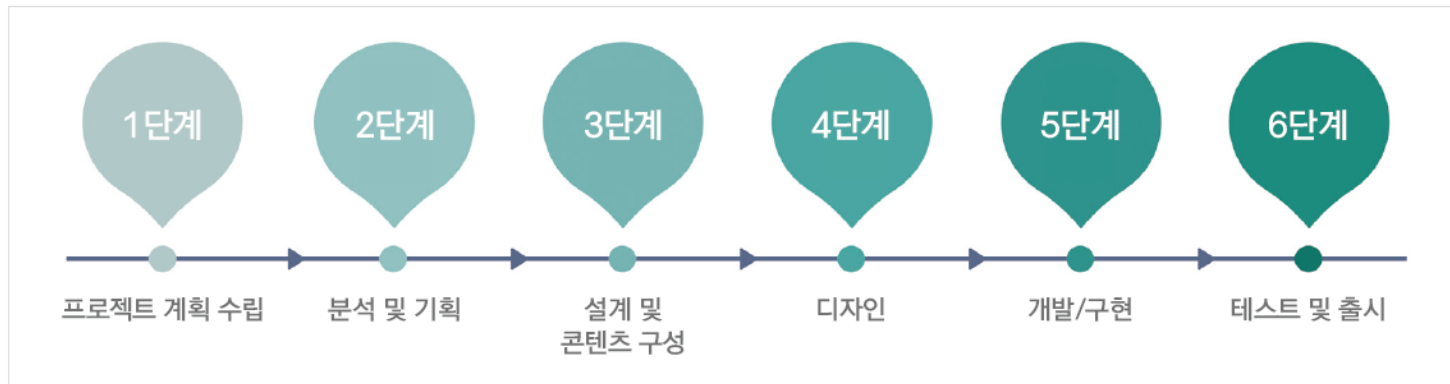 1단계
2단계
3단계
4단계
5단계
6단계
프로젝트 계획 수립
분석 및 기획
설계 및
콘텐츠 구성
디자인
개발/구현
테스트 및 출시